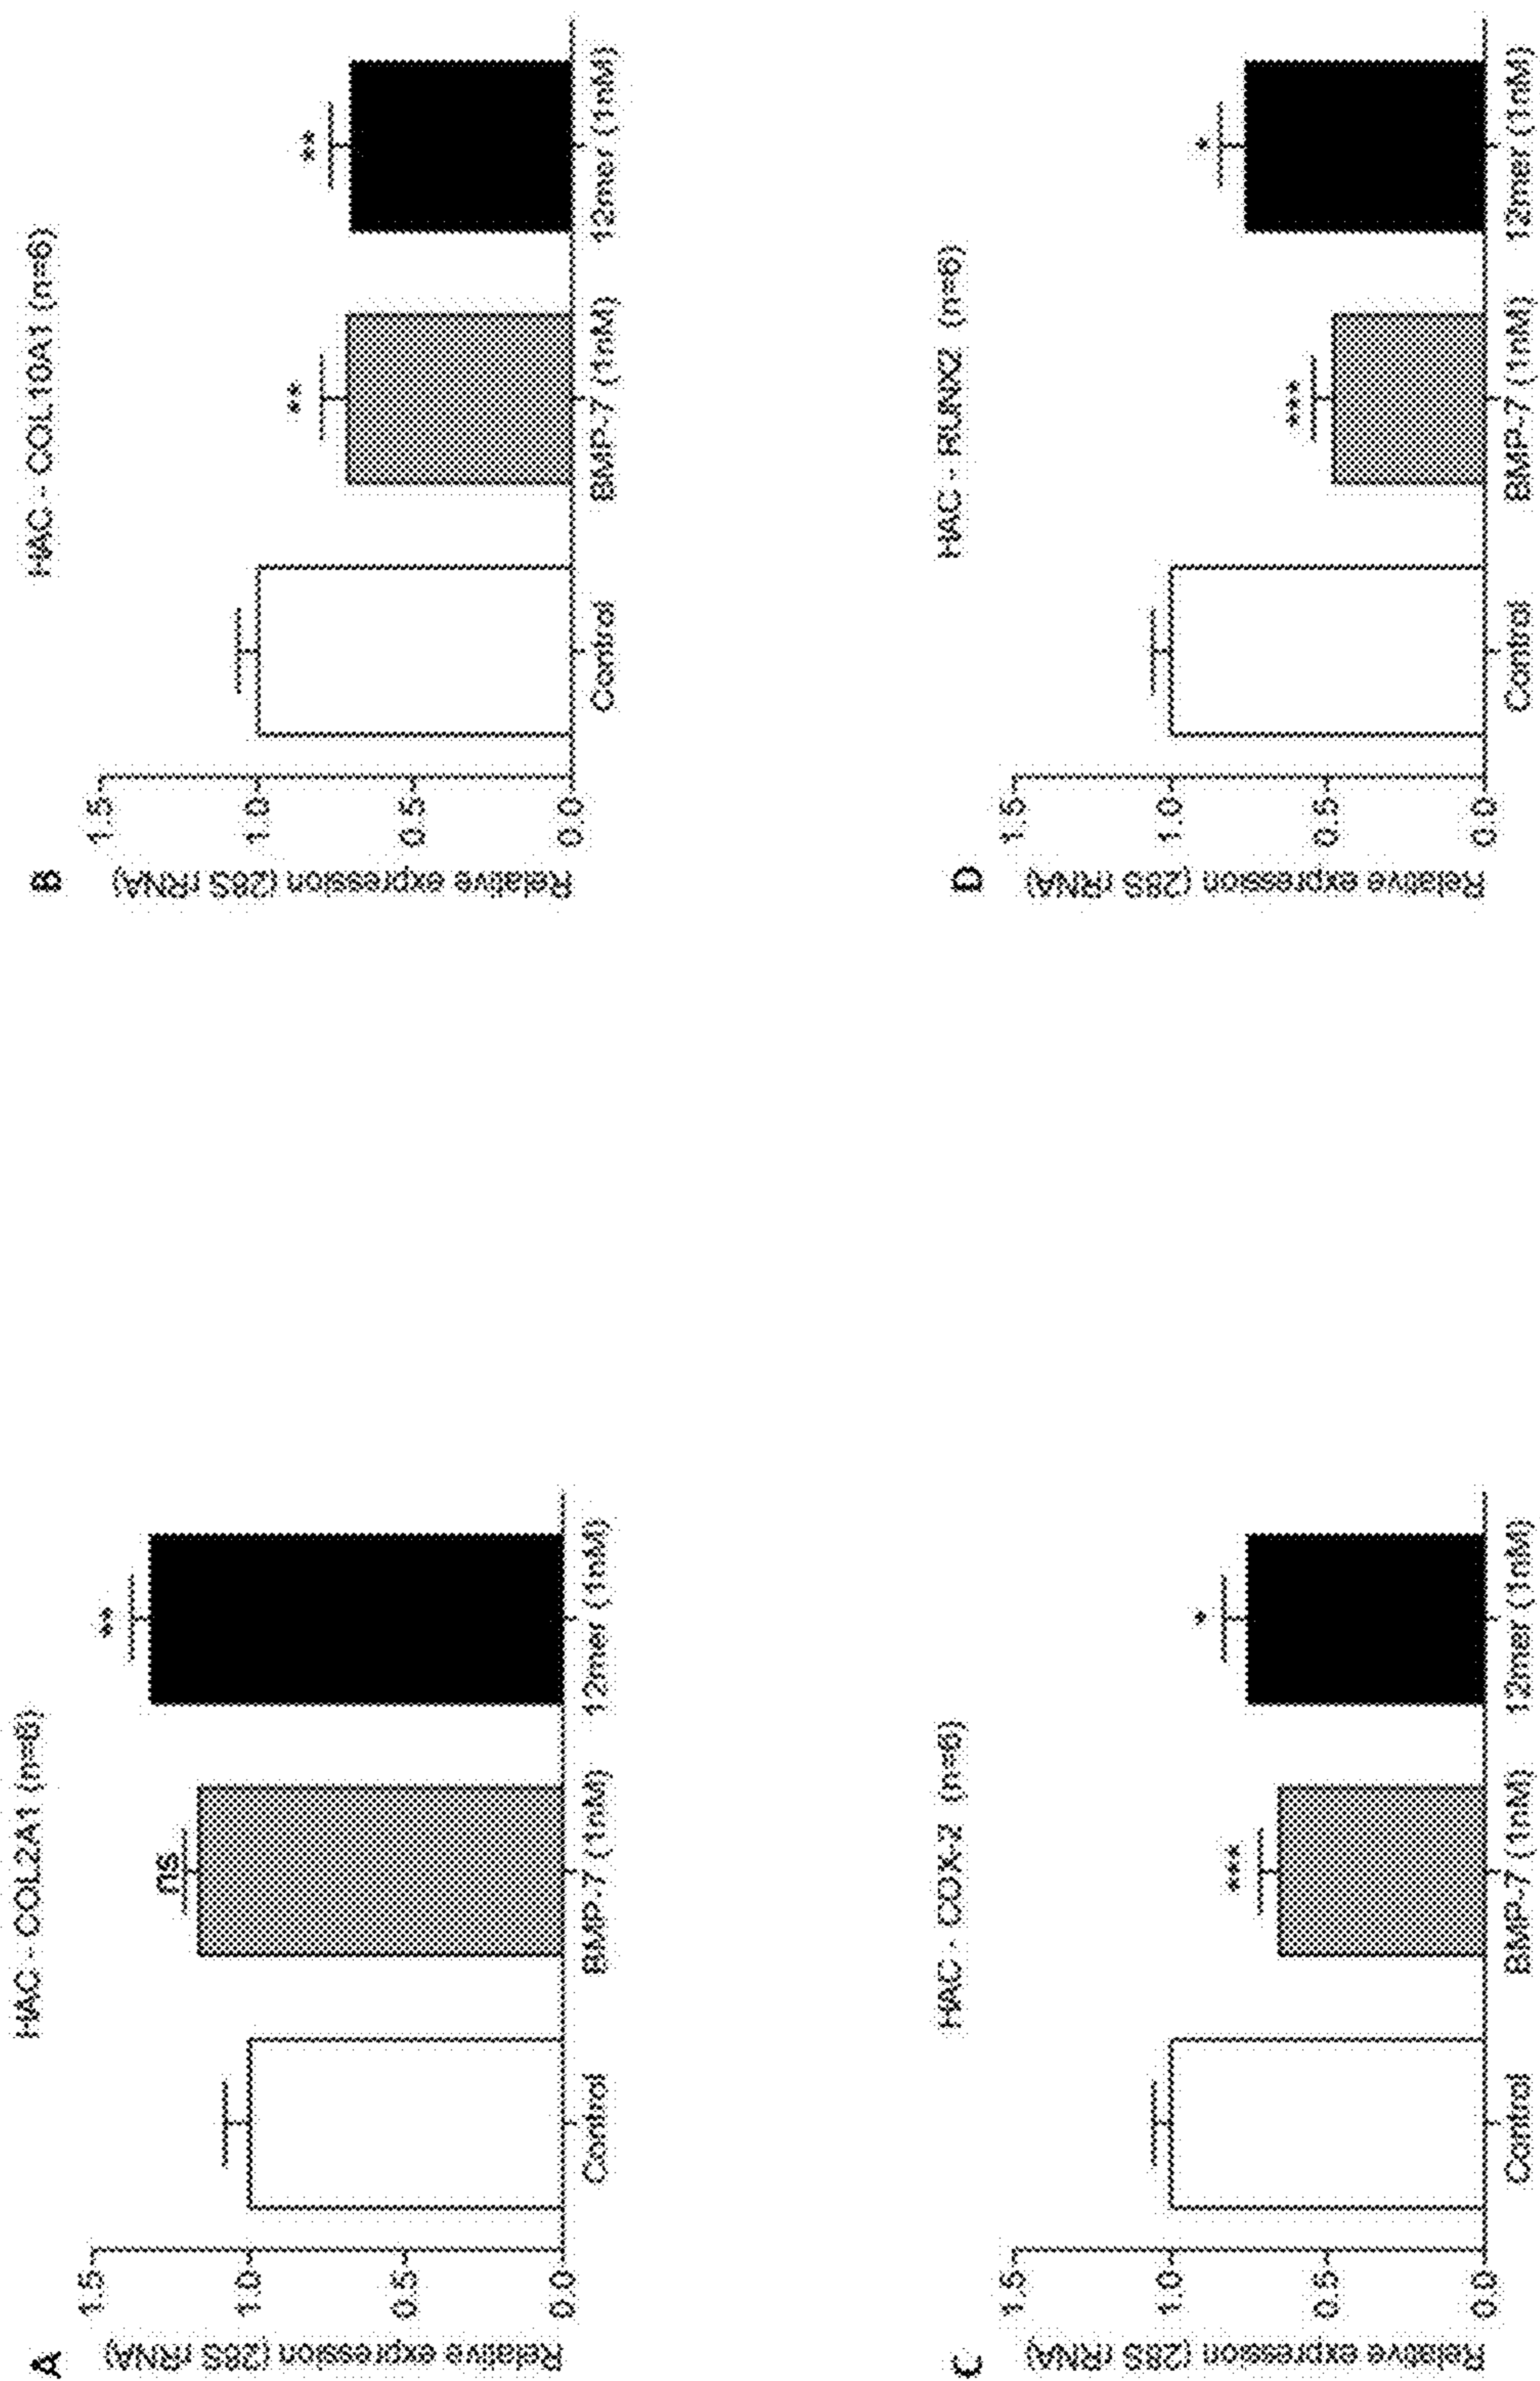 A
HAC - COL2A1 (n=6)
Relative expression (28S rRNA)
1.5
1.0
0.5
0.0
ns
**
Control
BMP-7 (1nM)
12mer (1nM)
B
HAC - COL10A1 (n=6)
Relative expression (28S rRNA)
1.5
1.0
0.5
0.0
**
**
Control
BMP-7 (1nM)
12mer (1nM)
C
HAC - COX-2 (n=6)
Relative expression (28S rRNA)
1.5
1.0
0.5
0.0
***
*
Control
BMP-7 (1nM)
12mer (1nM)
D
HAC - RUNX2 (n=6)
Relative expression (28S rRNA)
1.5
1.0
0.5
0.0
*
Control
BMP-7 (1nM)
12mer (1nM)